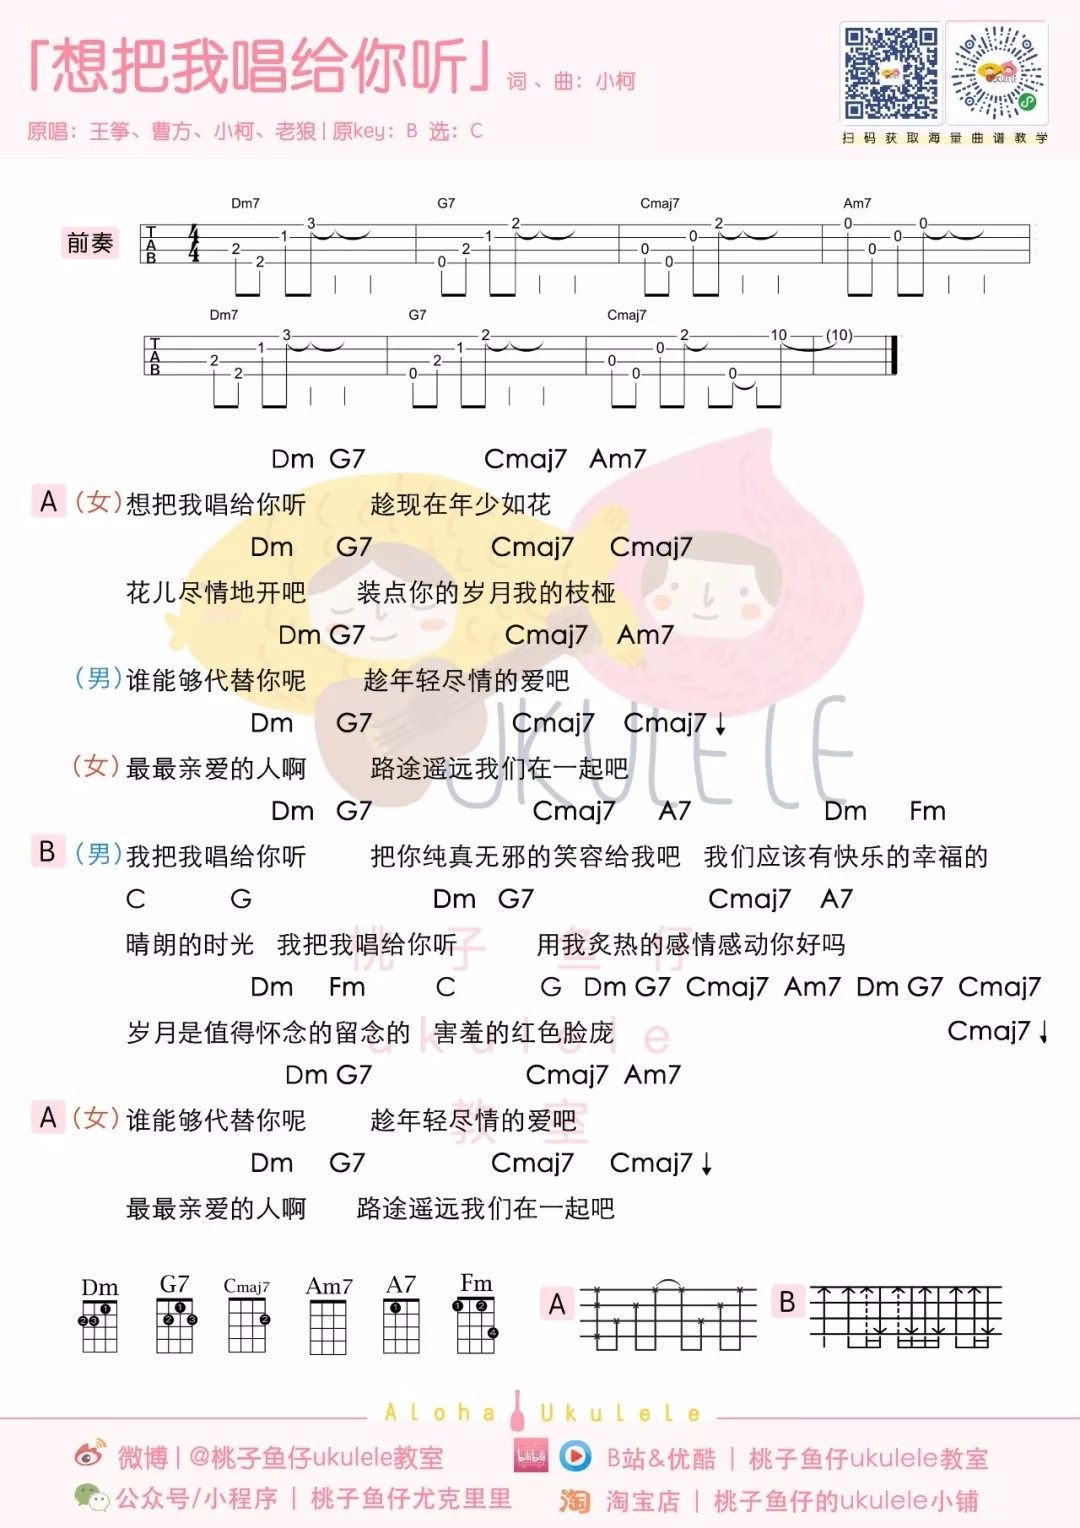 「想把我唱给你听」 词、曲：小柯
原唱：王筝、曹方、小柯、老狼 | 原key：B 选：C
扫码获取海量曲谱教学
Dm7 G7 Cmaj7 Am7
前奏
T A B 4 4 2 2 1 3 0 2 1 2 0 0 0 2 0 0 0 0
Dm7 G7 Cmaj7
T A B 2 2 1 3 0 2 1 2 0 0 0 2 0 10 (10)
Dm G7 Cmaj7 Am7
A （女）想把我唱给你听 趁现在年少如花
Dm G7 Cmaj7 Cmaj7
花儿尽情地开吧 装点你的岁月我的枝桠
Dm G7 Cmaj7 Am7
（男）谁能够代替你呢 趁年轻尽情的爱吧
Dm G7 Cmaj7 Cmaj7↓
（女）最最亲爱的人啊 路途遥远我们在一起吧
UKULELE
Dm G7 Cmaj7 A7 Dm Fm
B （男）我把我唱给你听 把你纯真无邪的笑容给我吧 我们应该有快乐的幸福的
C G Dm G7 Cmaj7 A7
晴朗的时光 我把我唱给你听 用我炙热的感情感动你好吗
桃子鱼仔
Dm Fm C G Dm G7 Cmaj7 Am7 Dm G7 Cmaj7
岁月是值得怀念的留念的 害羞的红色脸庞 Cmaj7↓
ukulele
Dm G7 Cmaj7 Am7
A （女）谁能够代替你呢 趁年轻尽情的爱吧
教室
Dm G7 Cmaj7 Cmaj7↓
最最亲爱的人啊 路途遥远我们在一起吧
Dm G7 Cmaj7 Am7 A7 Fm A B
1 2 3 1 2 3 2 1 1 2 4
Aloha UkuLeLe
微博 | @桃子鱼仔ukulele教室 bilibili B站&优酷 | 桃子鱼仔ukulele教室
公众号/小程序 | 桃子鱼仔尤克里里 淘 淘宝店 | 桃子鱼仔的ukulele小铺